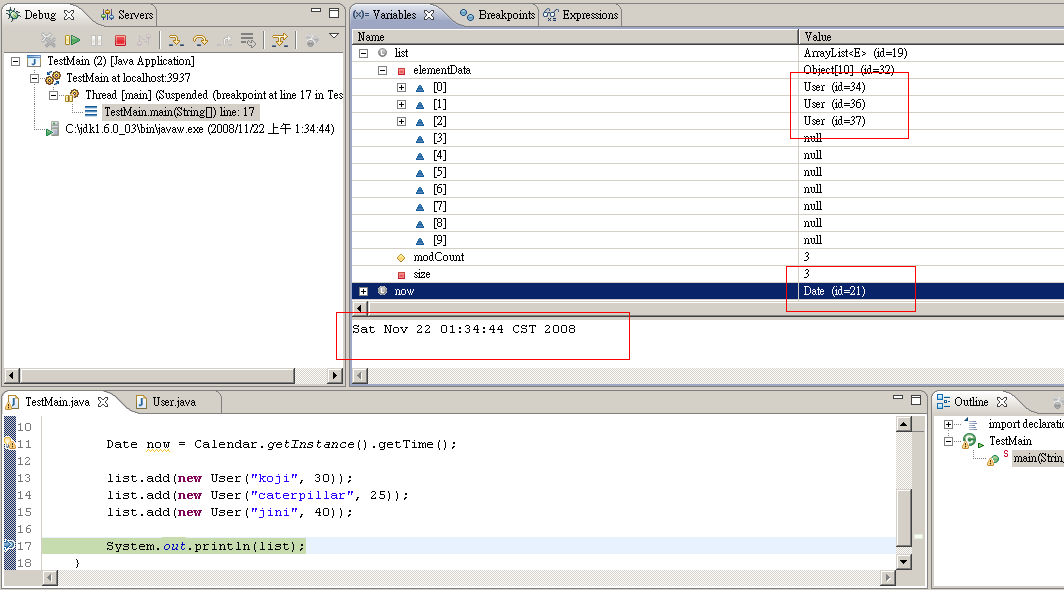 Debug
Servers
TestMain (2) [Java Application]
TestMain at localhost:3937
Thread [main] (Suspended (breakpoint at line 17 in Tes
TestMain.main(String[]) line: 17
C:\jdk1.6.0_03\bin\javaw.exe (2008/11/22 上午 1:34:44)
(x)= Variables
Breakpoints
Expressions
Name Value
list ArrayList<E> (id=19)
elementData Object[10] (id=32)
[0] User (id=34)
[1] User (id=36)
[2] User (id=37)
[3] null
[4] null
[5] null
[6] null
[7] null
[8] null
[9] null
modCount 3
size 3
now Date (id=21)
Sat Nov 22 01:34:44 CST 2008
TestMain.java
User.java
10
11 Date now = Calendar.getInstance().getTime();
12
13 list.add(new User("koji", 30));
14 list.add(new User("caterpillar", 25));
15 list.add(new User("jini", 40));
16
17 System.out.println(list);
18 }
Outline
import declaratio
TestMain
S main(String